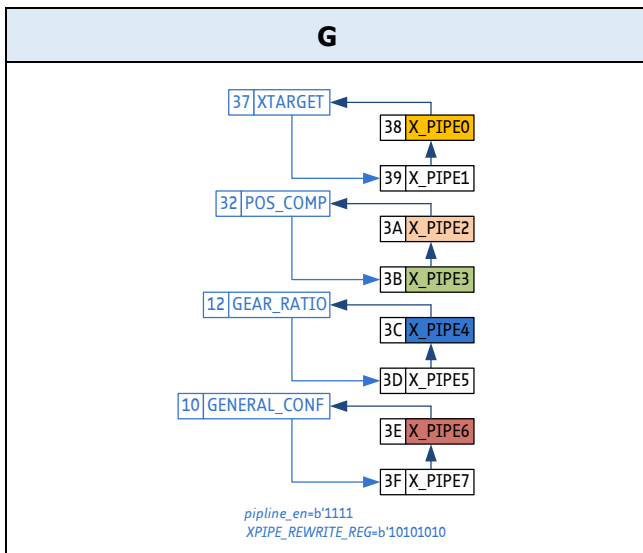 G
37 XTARGET
38 X_PIPE0
39 X_PIPE1
32 POS_COMP
3A X_PIPE2
3B X_PIPE3
12 GEAR_RATIO
3C X_PIPE4
3D X_PIPE5
10 GENERAL_CONF
3E X_PIPE6
3F X_PIPE7
pipline_en=b'1111
XPIPE_REWRITE_REG=b'10101010